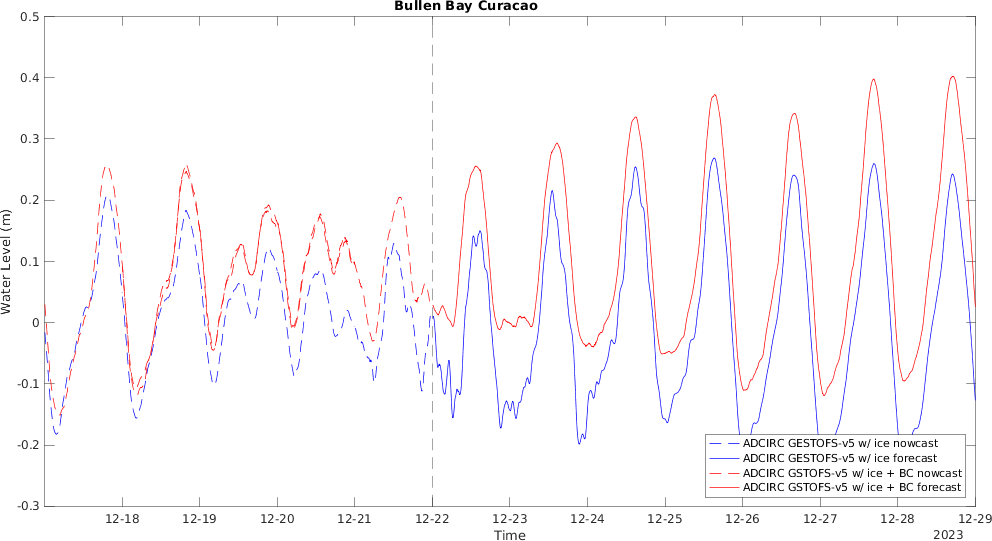 Bullen Bay Curacao
0.5
0.4
0.3
0.2
0.1
0
-0.1
-0.2
-0.3
Water Level (m)
ADCIRC GESTOFS-v5 w/ ice nowcast
ADCIRC GESTOFS-v5 w/ ice forecast
ADCIRC GSTOFS-v5 w/ ice + BC nowcast
ADCIRC GSTOFS-v5 w/ ice + BC forecast
12-18 12-19 12-20 12-21 12-22 12-23 12-24 12-25 12-26 12-27 12-28 12-29
Time
2023